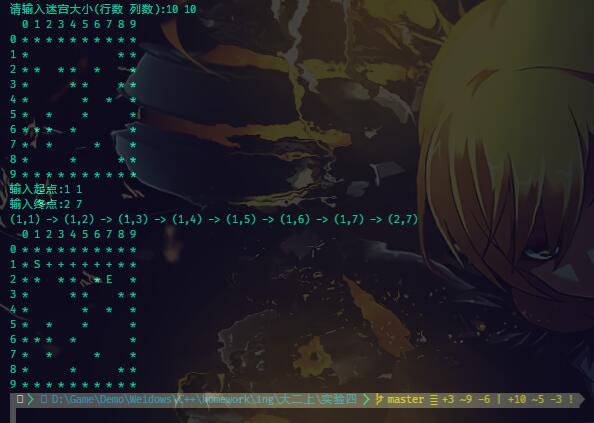 请输入迷宫大小(行数 列数):10 10
  0 1 2 3 4 5 6 7 8 9
0 * * * * * * * * * *
1 *               * *
2 * *   * *   *     *
3 *       * *     * *
4 *         *   *   *
5 *   *     *       *
6 * * *   *         *
7 *   *       *     *
8 *       *       * *
9 * * * * * * * * * *
输入起点:1 1
输入终点:2 7
(1,1) -> (1,2) -> (1,3) -> (1,4) -> (1,5) -> (1,6) -> (1,7) -> (2,7)
  0 1 2 3 4 5 6 7 8 9
0 * * * * * * * * * *
1 * S + + + + + + * *
2 * *   * *   * E   *
3 *       * *     * *
4 *         *   *   *
5 *   *     *       *
6 * * *   *         *
7 *   *       *     *
8 *       *       * *
9 * * * * * * * * * *
D:\Game\Demo\Weidows\C++\homework\ing\大二上\实验四 master ≡ +3 ~9 -6 | +10 ~5 -3 !